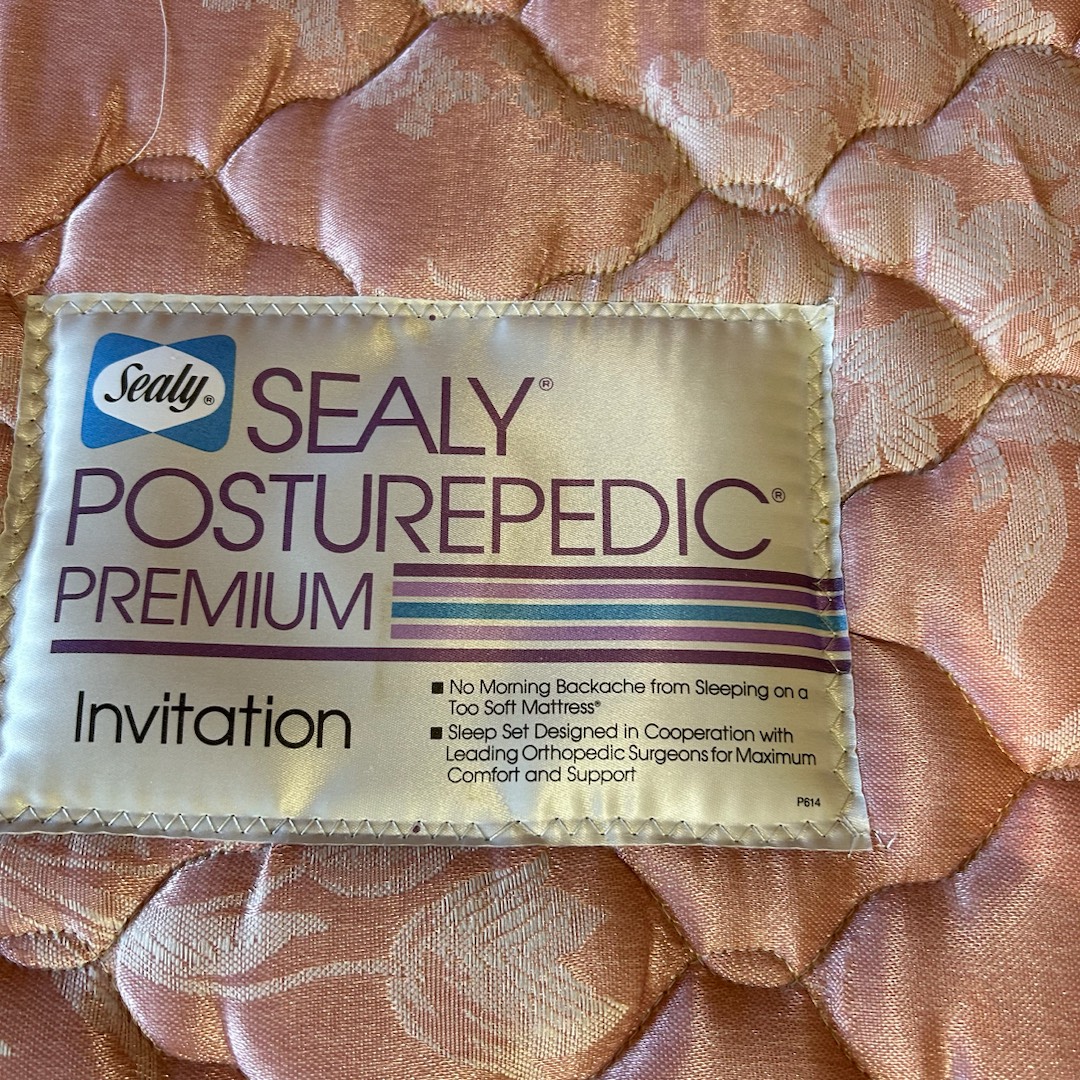 Sealy®
SEALY®
POSTUREPEDIC®
PREMIUM
Invitation
■ No Morning Backache from Sleeping on a
Too Soft Mattress®
■ Sleep Set Designed in Cooperation with
Leading Orthopedic Surgeons for Maximum
Comfort and Support
P614